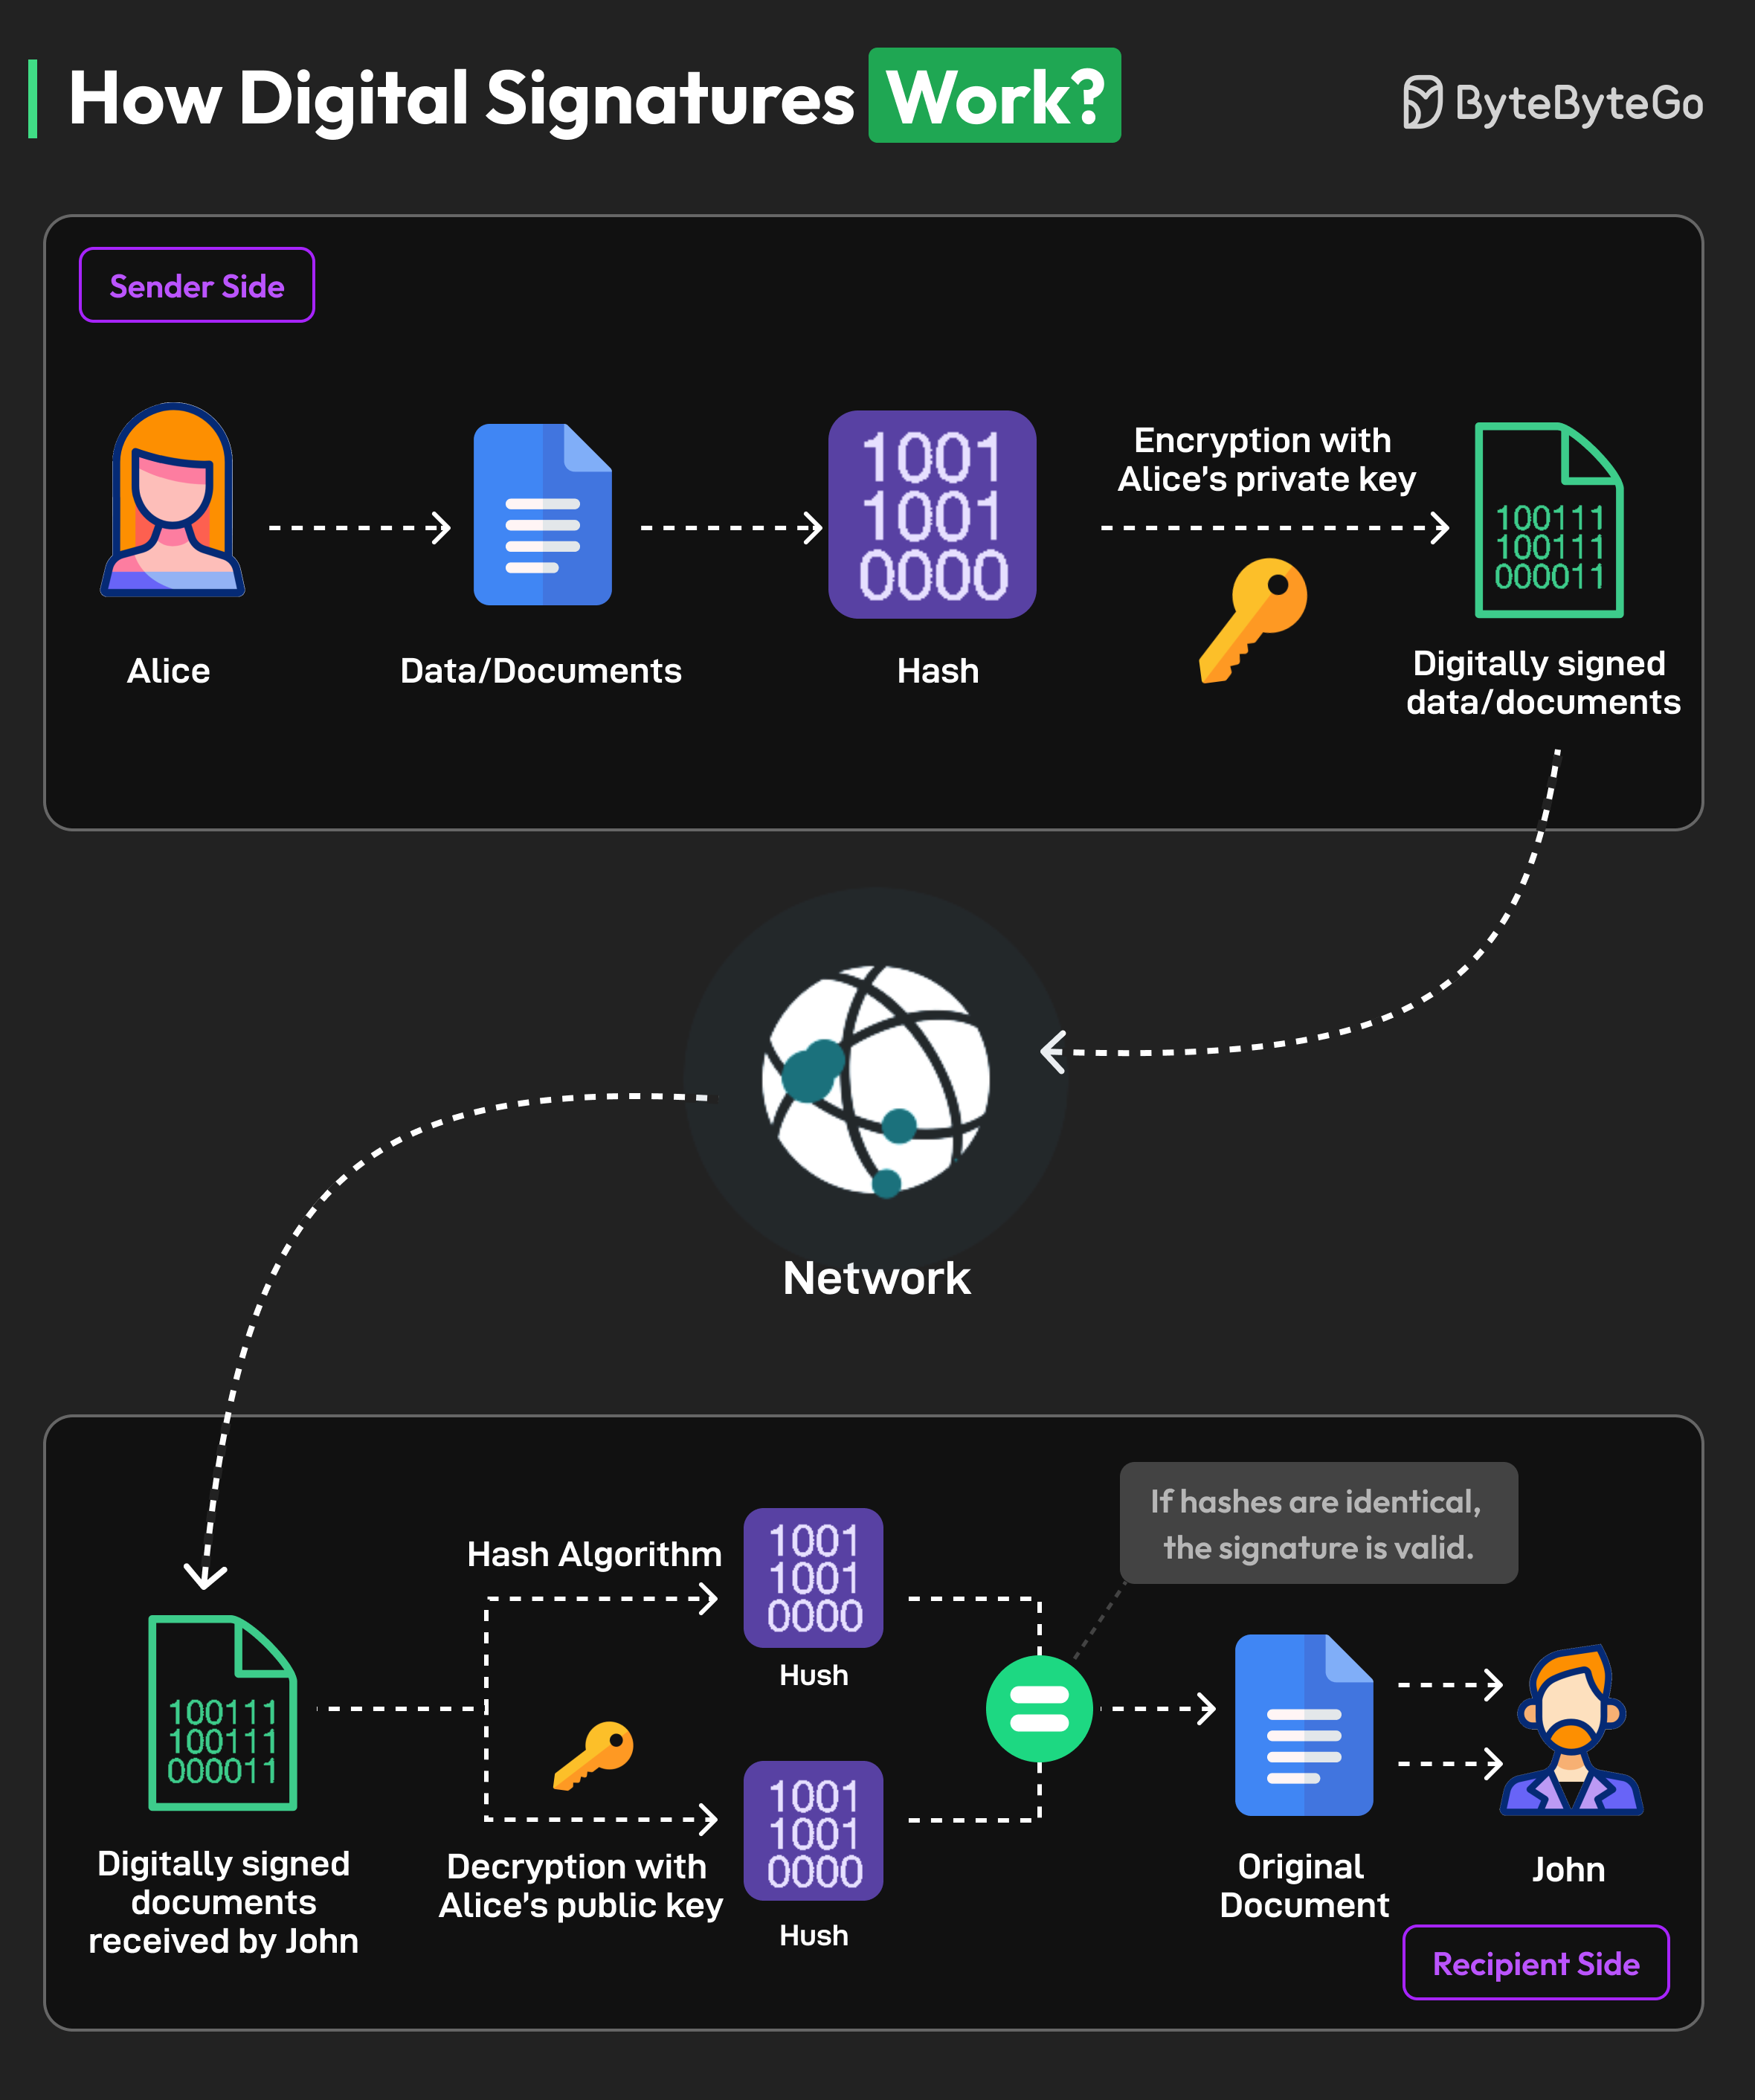 How Digital Signatures Work?
ByteByteGo
Sender Side
1001
1001
0000
Encryption with
Alice's private key
100111
100111
000011
Alice
Data/Documents
Hash
Digitally signed
data/documents
Network
If hashes are identical,
the signature is valid.
Hash Algorithm
1001
1001
0000
Hush
100111
100111
000011
1001
1001
0000
Hush
Digitally signed
documents
received by John
Decryption with
Alice's public key
Original
Document
John
Recipient Side